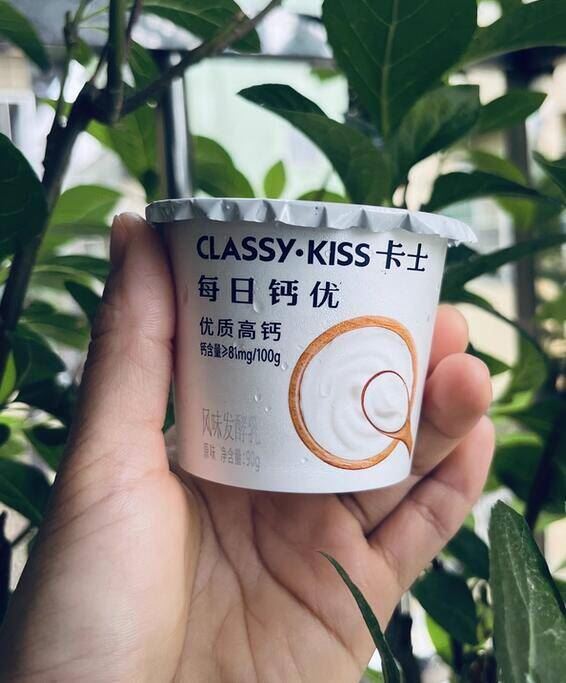 CLASSY·KISS 卡士
每日钙优
优质高钙
钙含量≥81mg/100g
风味发酵乳
原味 净含量:90g